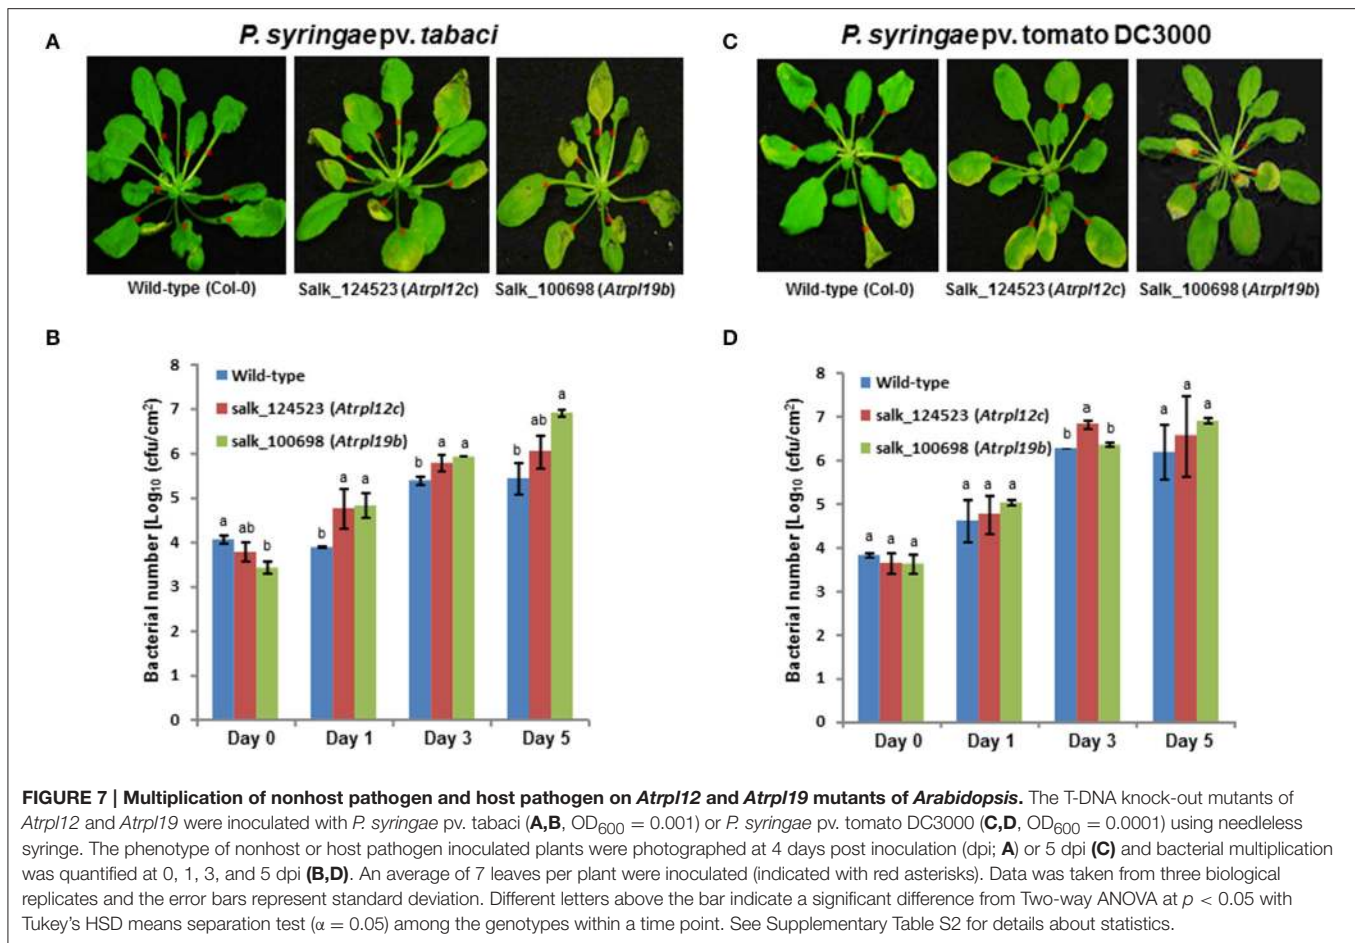 A
P. syringae pv. tabaci
Wild-type (Col-0)
Salk_124523 (Atrpl12c)
Salk_100698 (Atrpl19b)
C
P. syringae pv. tomato DC3000
Wild-type (Col-0)
Salk_124523 (Atrpl12c)
Salk_100698 (Atrpl19b)
B
Bacterial number [Log10 (cfu/cm2)
8
7
6
5
4
3
2
1
0
Wild-type
salk_124523 (Atrpl12c)
salk_100698 (Atrpl19b)
a ab b
b a a
b a a
b ab a
Day 0 Day 1 Day 3 Day 5
D
Bacterial number [Log10 (cfu/cm2)
8
7
6
5
4
3
2
1
0
Wild-type
salk_124523 (Atrpl12c)
salk_100698 (Atrpl19b)
a a a
a a a
b a b
a a a
Day 0 Day 1 Day 3 Day 5
FIGURE 7 | Multiplication of nonhost pathogen and host pathogen on Atrpl12 and Atrpl19 mutants of Arabidopsis. The T-DNA knock-out mutants of
Atrpl12 and Atrpl19 were inoculated with P. syringae pv. tabaci (A,B, OD600 = 0.001) or P. syringae pv. tomato DC3000 (C,D, OD600 = 0.0001) using needleless
syringe. The phenotype of nonhost or host pathogen inoculated plants were photographed at 4 days post inoculation (dpi; A) or 5 dpi (C) and bacterial multiplication
was quantified at 0, 1, 3, and 5 dpi (B,D). An average of 7 leaves per plant were inoculated (indicated with red asterisks). Data was taken from three biological
replicates and the error bars represent standard deviation. Different letters above the bar indicate a significant difference from Two-way ANOVA at p < 0.05 with
Tukey's HSD means separation test (α = 0.05) among the genotypes within a time point. See Supplementary Table S2 for details about statistics.